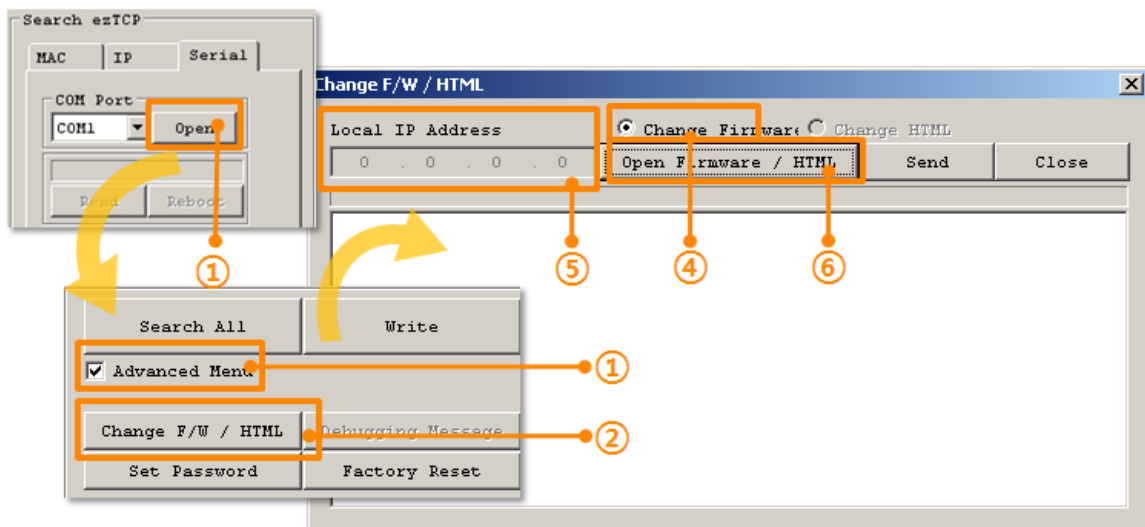 Search ezTCP
MAC IP Serial
COM Port
COM1 Open
Read Reboot
①
Change F/W / HTML
Local IP Address
Change Firmware Change HTML
0 . 0 . 0 . 0 Open Firmware / HTML Send Close
⑤ ④ ⑥
Search All Write
Advanced Menu ①
Change F/W / HTML Debugging Message ②
Set Password Factory Reset